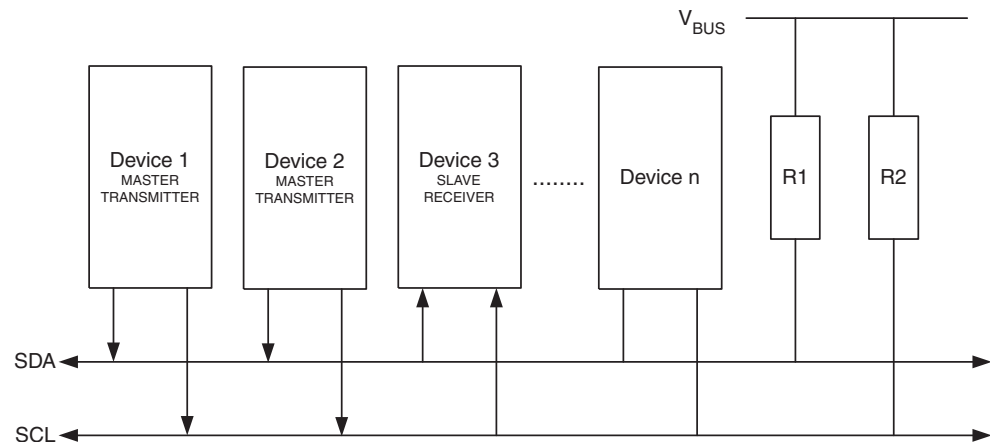 V_BUS
Device 1
MASTER
TRANSMITTER
Device 2
MASTER
TRANSMITTER
Device 3
SLAVE
RECEIVER
........
Device n
R1
R2
SDA
SCL